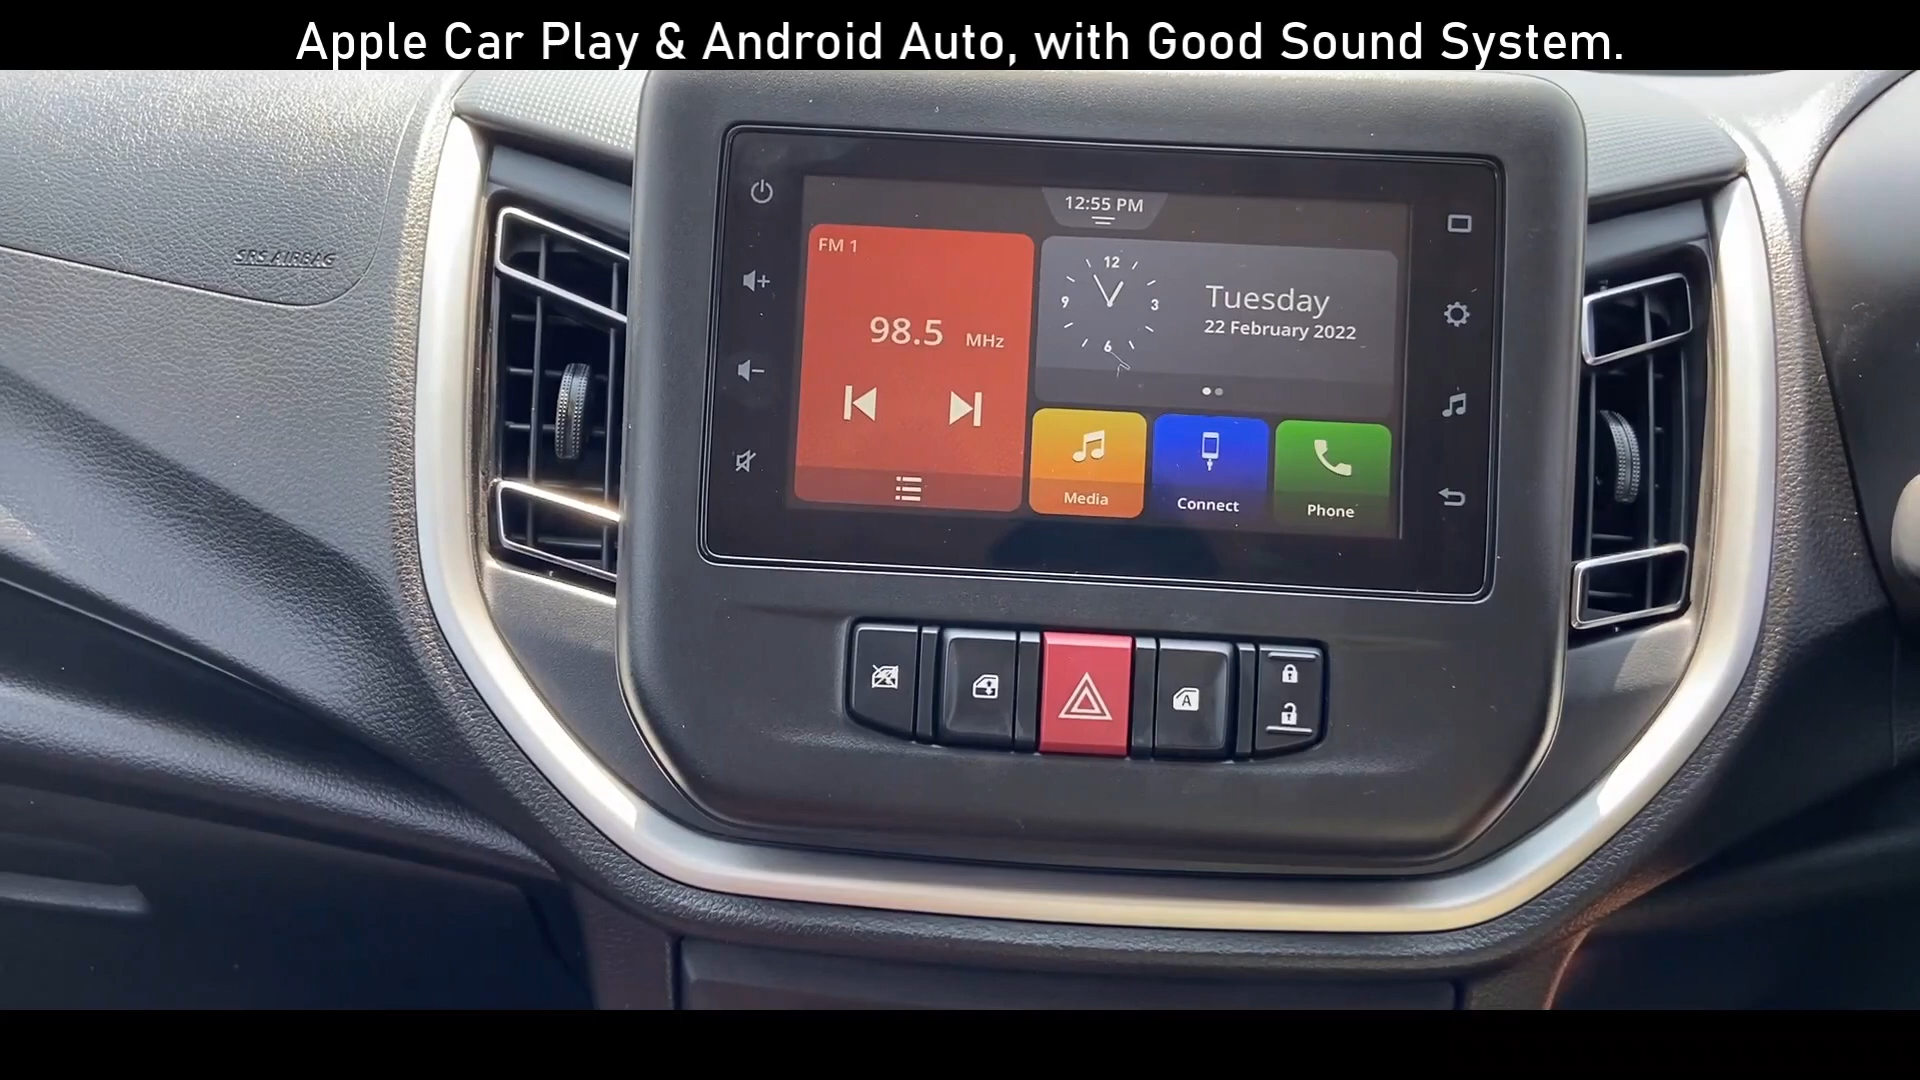 Apple Car Play & Android Auto, with Good Sound System.
SRS AIRBAG
12:55 PM
FM 1
98.5 MHz
12
3
6
9
Tuesday
22 February 2022
Media
Connect
Phone
A